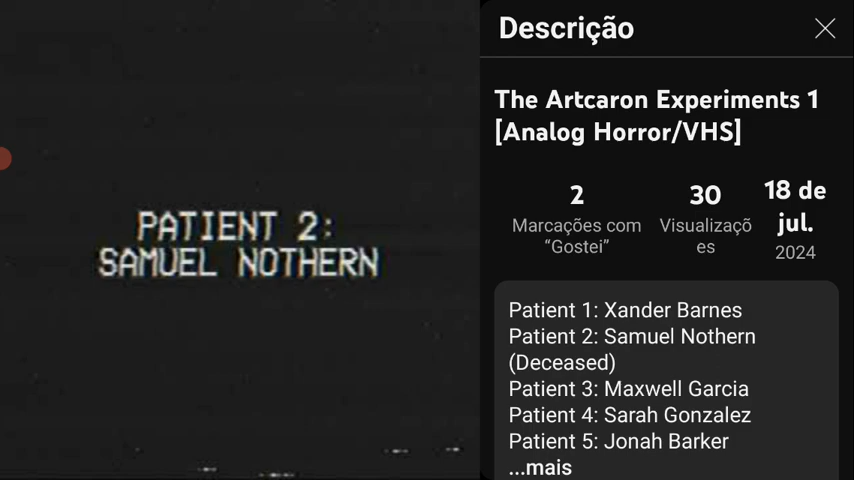 PATIENT 2:
SAMUEL NOTHERN
Descrição
The Artcaron Experiments 1
[Analog Horror/VHS]
2
Marcações com
“Gostei”
30
Visualizaçõ
es
18 de
jul.
2024
Patient 1: Xander Barnes
Patient 2: Samuel Nothern
(Deceased)
Patient 3: Maxwell Garcia
Patient 4: Sarah Gonzalez
Patient 5: Jonah Barker
...mais